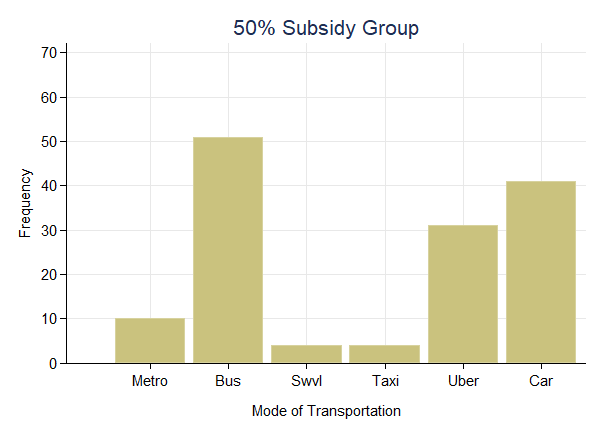 50% Subsidy Group
Frequency
70
60
50
40
30
20
10
0
Metro Bus Swvl Taxi Uber Car
Mode of Transportation